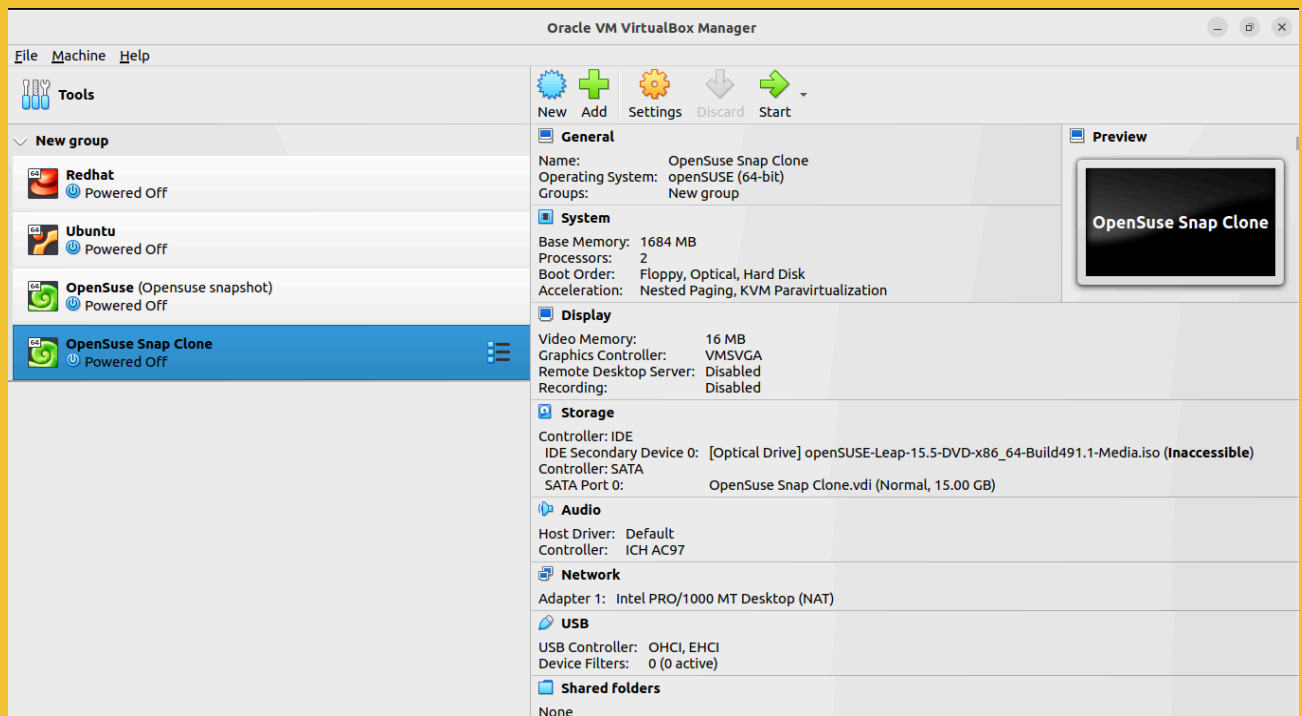 Oracle VM VirtualBox Manager
File Machine Help
Tools
New Add Settings Discard Start
New group
64
Redhat
Powered Off
64
Ubuntu
Powered Off
64
OpenSuse (Opensuse snapshot)
Powered Off
64
OpenSuse Snap Clone
Powered Off
General
Name: OpenSuse Snap Clone
Operating System: openSUSE (64-bit)
Groups: New group
Preview
OpenSuse Snap Clone
System
Base Memory: 1684 MB
Processors: 2
Boot Order: Floppy, Optical, Hard Disk
Acceleration: Nested Paging, KVM Paravirtualization
Display
Video Memory: 16 MB
Graphics Controller: VMSVGA
Remote Desktop Server: Disabled
Recording: Disabled
Storage
Controller: IDE
IDE Secondary Device 0: [Optical Drive] openSUSE-Leap-15.5-DVD-x86_64-Build491.1-Media.iso (Inaccessible)
Controller: SATA
SATA Port 0: OpenSuse Snap Clone.vdi (Normal, 15.00 GB)
Audio
Host Driver: Default
Controller: ICH AC97
Network
Adapter 1: Intel PRO/1000 MT Desktop (NAT)
USB
USB Controller: OHCI, EHCI
Device Filters: 0 (0 active)
Shared folders
None